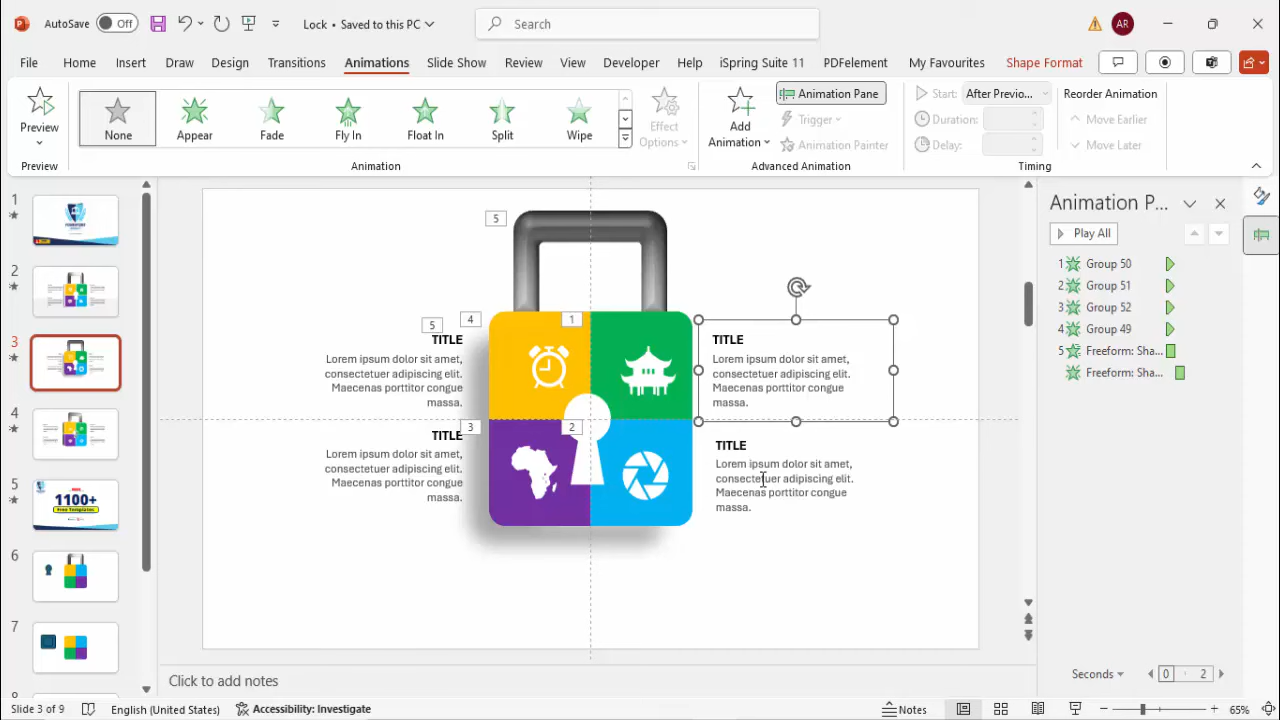 AutoSave Off Lock • Saved to this PC Search AR
File Home Insert Draw Design Transitions Animations Slide Show Review View Developer Help iSpring Suite 11 PDFelement My Favourites Shape Format
Preview
None Appear Fade Fly In Float In Split Wipe
Effect
Options
Add
Animation
Animation Pane
Trigger
Animation Painter
Start: After Previo...
Duration:
Delay:
Reorder Animation
Move Earlier
Move Later
Preview Animation Advanced Animation Timing
1
2
3
4
5
1100+
6
7
8
5
5
4
1
3
2
TITLE
Lorem ipsum dolor sit amet,
consectetuer adipiscing elit.
Maecenas porttitor congue
massa.
TITLE
Lorem ipsum dolor sit amet,
consectetuer adipiscing elit.
Maecenas porttitor congue
massa.
TITLE
Lorem ipsum dolor sit amet,
consectetuer adipiscing elit.
Maecenas porttitor congue
massa.
TITLE
Lorem ipsum dolor sit amet,
consectetuer adipiscing elit.
Maecenas porttitor congue
massa.
Animation P...
Play All
1 Group 50
2 Group 51
3 Group 52
4 Group 49
5 Freeform: Sha...
Freeform: Sha...
Seconds 0 2
Click to add notes
Slide 3 of 9 English (United States) Accessibility: Investigate Notes 65%